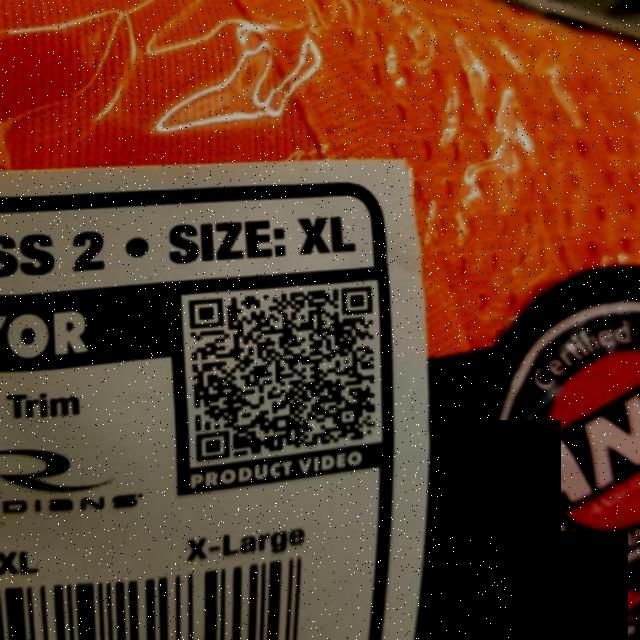 SS 2 • SIZE: XL
YOR
Trim
PRODUCT VIDEO
XL
X-Large
Certified